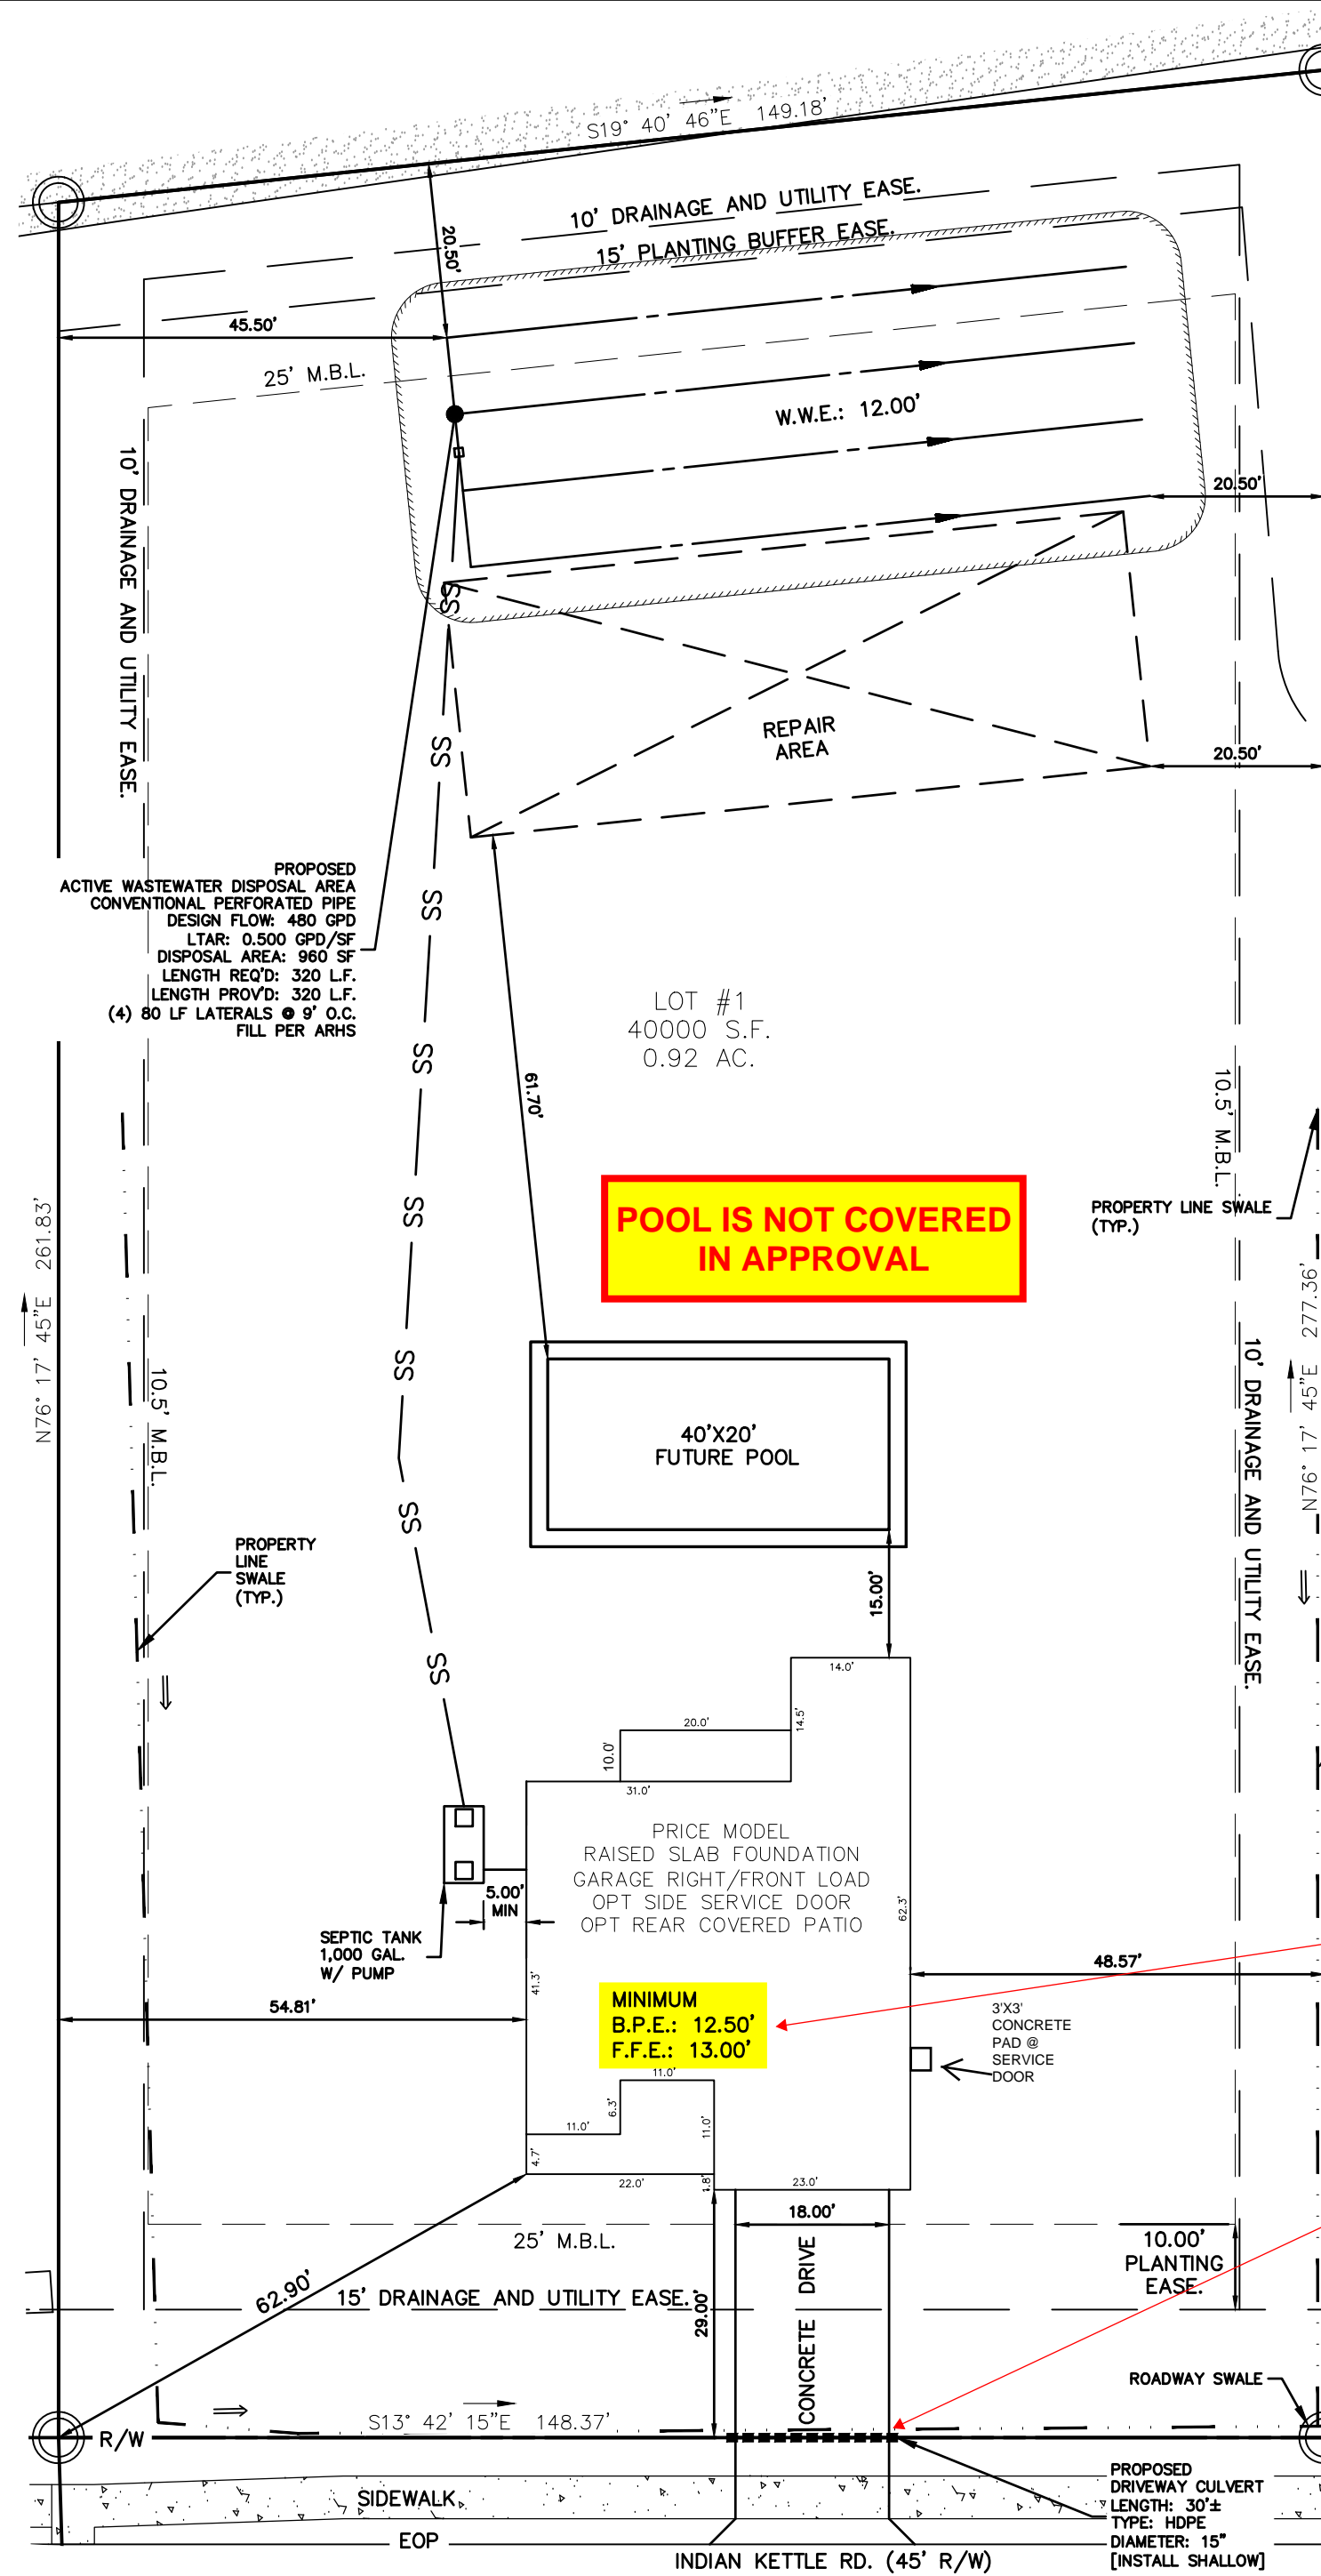 S19° 40' 46"E   149.18'
10' DRAINAGE AND UTILITY EASE.
15' PLANTING BUFFER EASE.
20.50'
45.50'
25' M.B.L.
W.W.E.: 12.00'
20.50'
10' DRAINAGE AND UTILITY EASE.
SS
SS
REPAIR
AREA
20.50'
PROPOSED
ACTIVE WASTEWATER DISPOSAL AREA
CONVENTIONAL PERFORATED PIPE
DESIGN FLOW: 480 GPD
LTAR: 0.500 GPD/SF
DISPOSAL AREA: 960 SF
LENGTH REQ'D: 320 L.F.
LENGTH PROV'D: 320 L.F.
(4) 80 LF LATERALS @ 9' O.C.
FILL PER ARHS
SS
SS
LOT #1
40000 S.F.
0.92 AC.
61.70'
10.5' M.B.L.
SS
POOL IS NOT COVERED
IN APPROVAL
PROPERTY LINE SWALE
(TYP.)
N76° 17' 45"E   261.83'
N76° 17' 45"E   277.36'
SS
10.5' M.B.L.
40'X20'
FUTURE POOL
10' DRAINAGE AND UTILITY EASE.
SS
PROPERTY
LINE
SWALE
(TYP.)
15.00'
SS
14.0'
14.5'
20.0'
10.0'
31.0'
PRICE MODEL
RAISED SLAB FOUNDATION
GARAGE RIGHT/FRONT LOAD
OPT SIDE SERVICE DOOR
OPT REAR COVERED PATIO
62.3'
5.00'
MIN
SEPTIC TANK
1,000 GAL.
W/ PUMP
41.3'
48.57'
54.81'
MINIMUM
B.P.E.: 12.50'
F.F.E.: 13.00'
3'X3'
CONCRETE
PAD @
SERVICE
DOOR
11.0'
6.3'
11.0'
11.0'
4.7'
22.0'
1.8'
23.0'
18.00'
25' M.B.L.
10.00'
PLANTING
EASE.
62.90'
15' DRAINAGE AND UTILITY EASE.
29.00'
CONCRETE DRIVE
ROADWAY SWALE
S13° 42' 15"E   148.37'
R/W
SIDEWALK
PROPOSED
DRIVEWAY CULVERT
LENGTH: 30'±
TYPE: HDPE
DIAMETER: 15"
[INSTALL SHALLOW]
EOP
INDIAN KETTLE RD. (45' R/W)